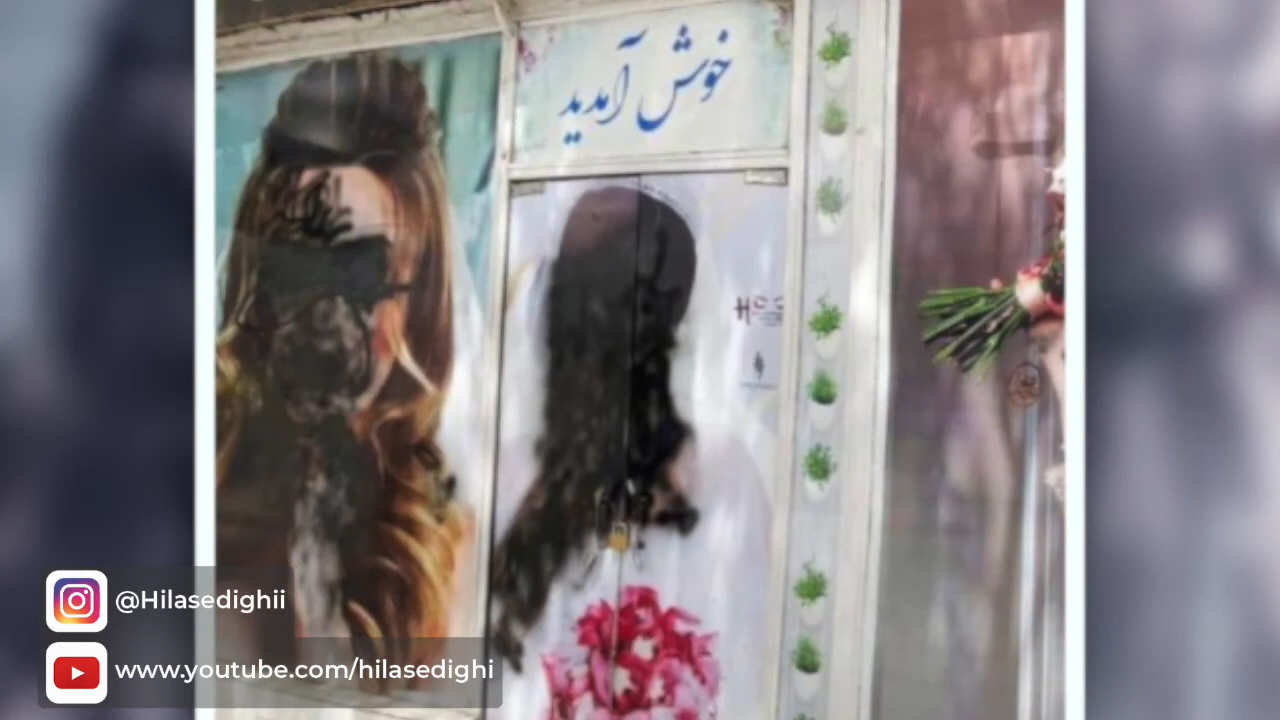 خوش آمدید
@Hilasedighii
www.youtube.com/hilasedighi